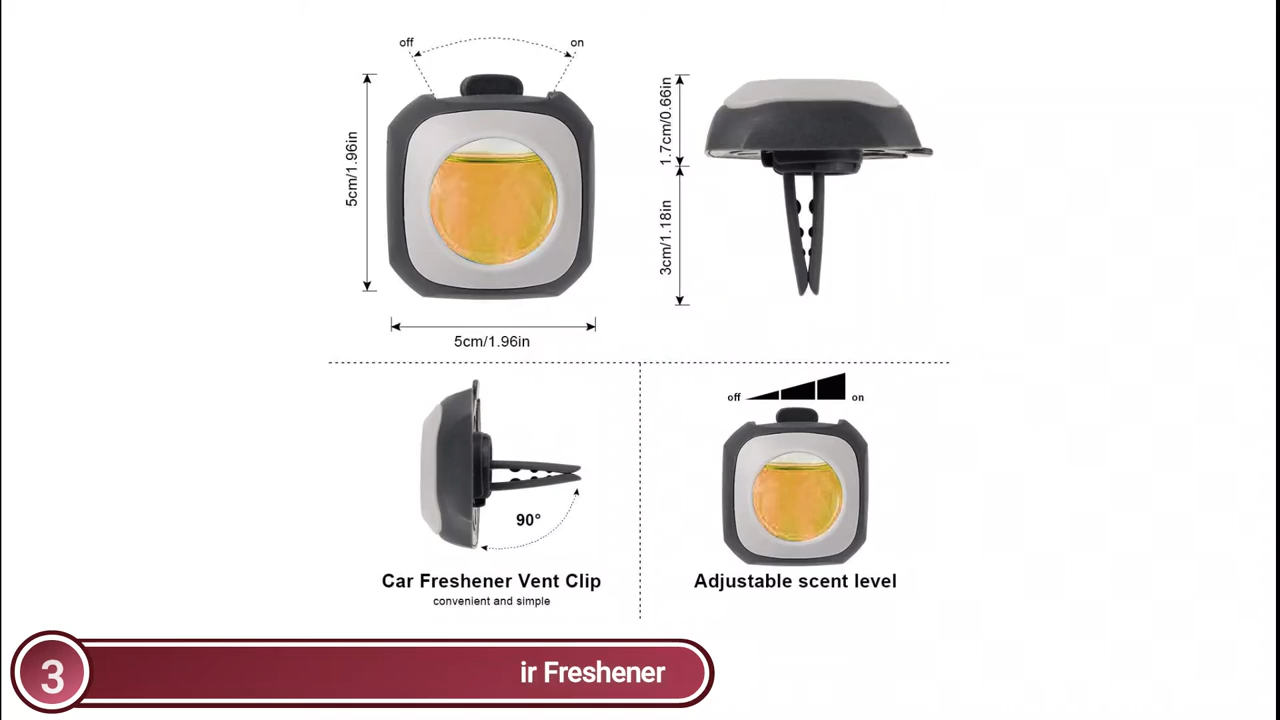 off
on
5cm/1.96in
5cm/1.96in
1.7cm/0.66in
3cm/1.18in
90°
Car Freshener Vent Clip
convenient and simple
off
on
Adjustable scent level
3
ir Freshener